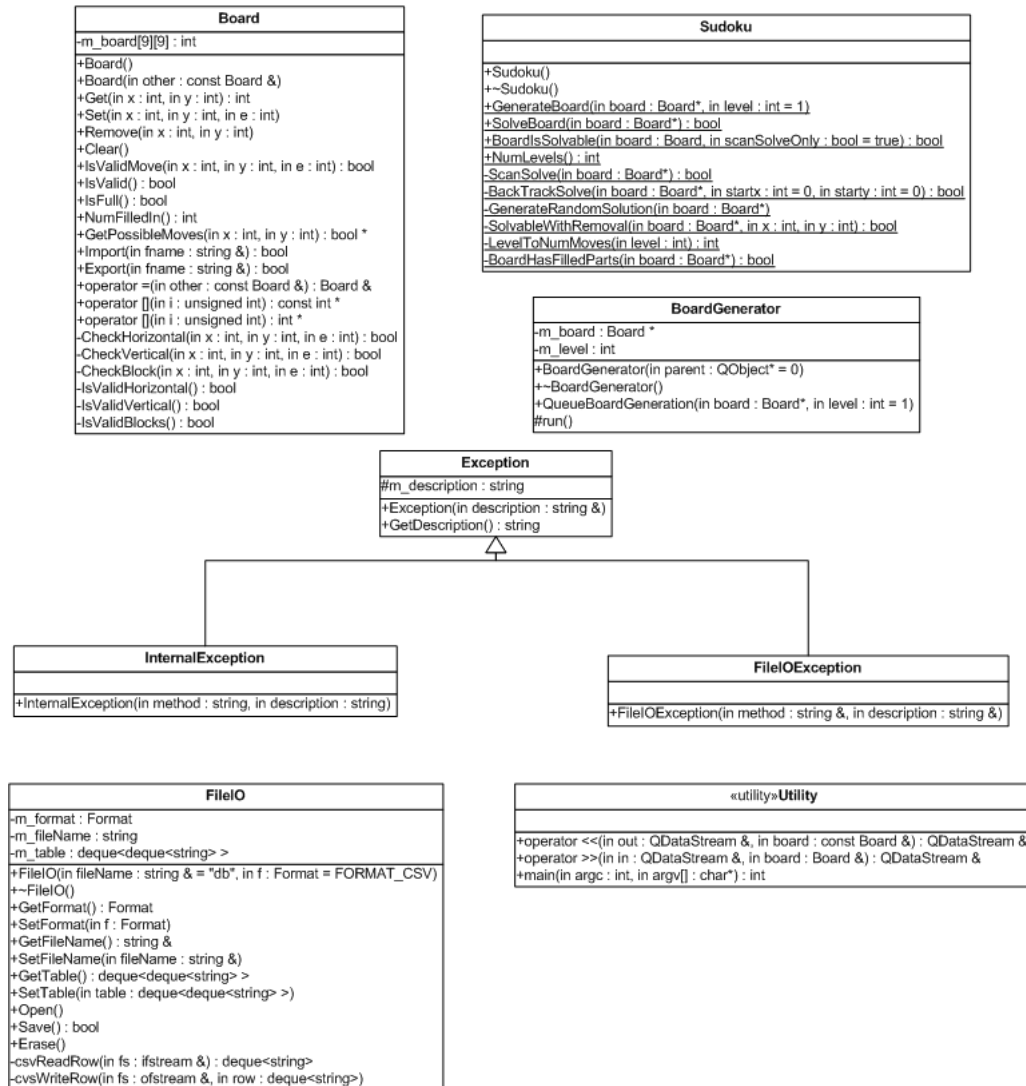 Board
-m_board[9][9] : int
+Board()
+Board(in other : const Board &)
+Get(in x : int, in y : int) : int
+Set(in x : int, in y : int, in e : int)
+Remove(in x : int, in y : int)
+Clear()
+IsValidMove(in x : int, in y : int, in e : int) : bool
+IsValid() : bool
+IsFull() : bool
+NumFilledIn() : int
+GetPossibleMoves(in x : int, in y : int) : bool *
+Import(in fname : string &) : bool
+Export(in fname : string &) : bool
+operator =(in other : const Board &) : Board &
+operator [](in i : unsigned int) : const int *
+operator [](in i : unsigned int) : int *
-CheckHorizontal(in x : int, in y : int, in e : int) : bool
-CheckVertical(in x : int, in y : int, in e : int) : bool
-CheckBlock(in x : int, in y : int, in e : int) : bool
-IsValidHorizontal() : bool
-IsValidVertical() : bool
-IsValidBlocks() : bool
Sudoku
+Sudoku()
+~Sudoku()
+GenerateBoard(in board : Board*, in level : int = 1)
+SolveBoard(in board : Board*) : bool
+BoardIsSolvable(in board : Board, in scanSolveOnly : bool = true) : bool
+NumLevels() : int
-ScanSolve(in board : Board*) : bool
-BackTrackSolve(in board : Board*, in startx : int = 0, in starty : int = 0) : bool
-GenerateRandomSolution(in board : Board*)
-SolvableWithRemoval(in board : Board*, in x : int, in y : int) : bool
-LevelToNumMoves(in level : int) : int
-BoardHasFilledParts(in board : Board*) : bool
BoardGenerator
-m_board : Board *
-m_level : int
+BoardGenerator(in parent : QObject* = 0)
+~BoardGenerator()
+QueueBoardGeneration(in board : Board*, in level : int = 1)
#run()
Exception
#m_description : string
+Exception(in description : string &)
+GetDescription() : string
InternalException
+InternalException(in method : string, in description : string)
FileIOException
+FileIOException(in method : string &, in description : string &)
FileIO
-m_format : Format
-m_fileName : string
-m_table : deque<deque<string> >
+FileIO(in fileName : string & = "db", in f : Format = FORMAT_CSV)
+~FileIO()
+GetFormat() : Format
+SetFormat(in f : Format)
+GetFileName() : string &
+SetFileName(in fileName : string &)
+GetTable() : deque<deque<string> >
+SetTable(in table : deque<deque<string> >)
+Open()
+Save() : bool
+Erase()
-csvReadRow(in fs : ifstream &) : deque<string>
-cvsWriteRow(in fs : ofstream &, in row : deque<string>)
«utility»Utility
+operator <<(in out : QDataStream &, in board : const Board &) : QDataStream &
+operator >>(in in : QDataStream &, in board : Board &) : QDataStream &
+main(in argc : int, in argv[] : char*) : int